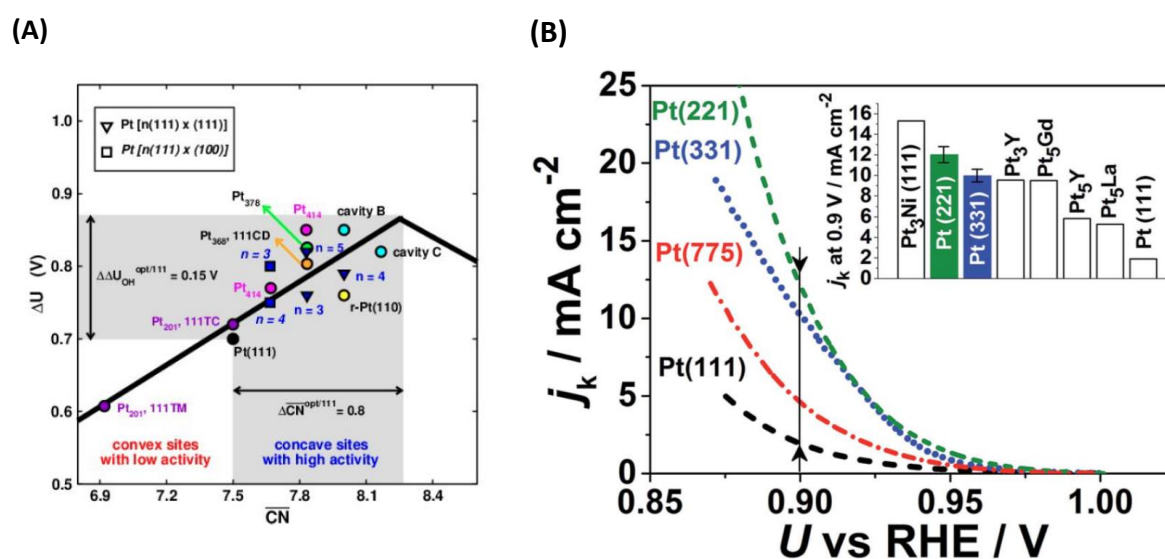 (A)
(B)
1.0
0.9
0.8
0.7
0.6
0.5
ΔU (V)
6.9
7.2
7.5
7.8
8.1
8.4
CN
Pt [n(111) x (111)]
Pt [n(111) x (100)]
Pt378
Pt414
cavity B
Pt368, 111CD
n = 5
cavity C
n = 3
ΔΔUOH opt/111 = 0.15 V
n = 4
Pt414
r-Pt(110)
n = 4
n = 3
Pt201, 111TC
Pt(111)
ΔCN opt/111 = 0.8
Pt201, 111TM
convex sites
with low activity
concave sites
with high activity
25
20
15
10
5
0
jk / mA cm-2
0.85
0.90
0.95
1.00
U vs RHE / V
Pt(221)
Pt(331)
Pt(775)
Pt(111)
jk at 0.9 V / mA cm-2
16
14
12
10
8
6
4
2
0
Pt3Ni (111)
Pt (221)
Pt (331)
Pt3Y
Pt5Gd
Pt5Y
Pt5La
Pt (111)